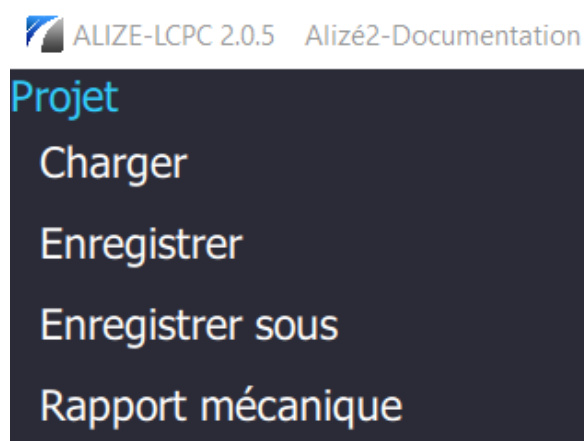 ALIZE-LCPC 2.0.5 Alizé2-Documentation
Projet
Charger
Enregistrer
Enregistrer sous
Rapport mécanique